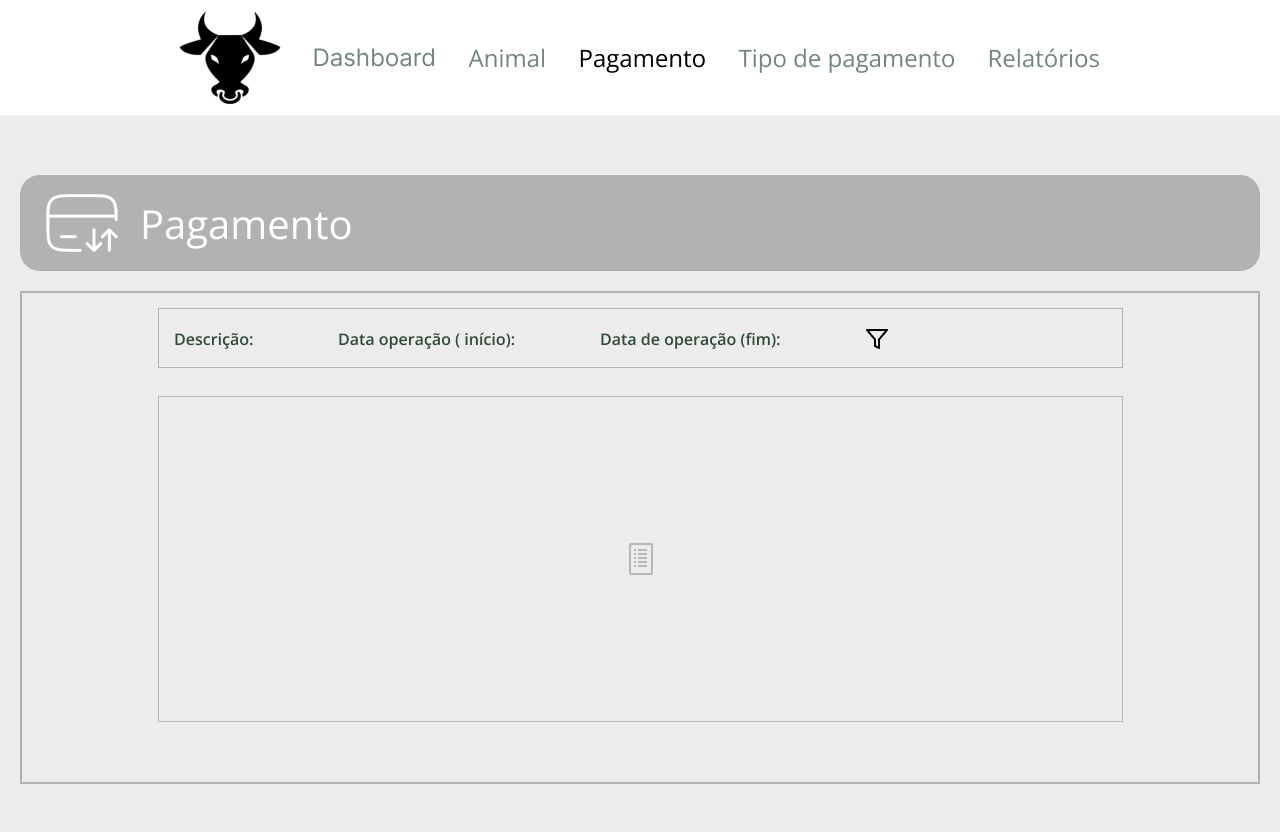 Dashboard Animal Pagamento Tipo de pagamento Relatórios
Pagamento
Descrição: Data operação ( início): Data de operação (fim):